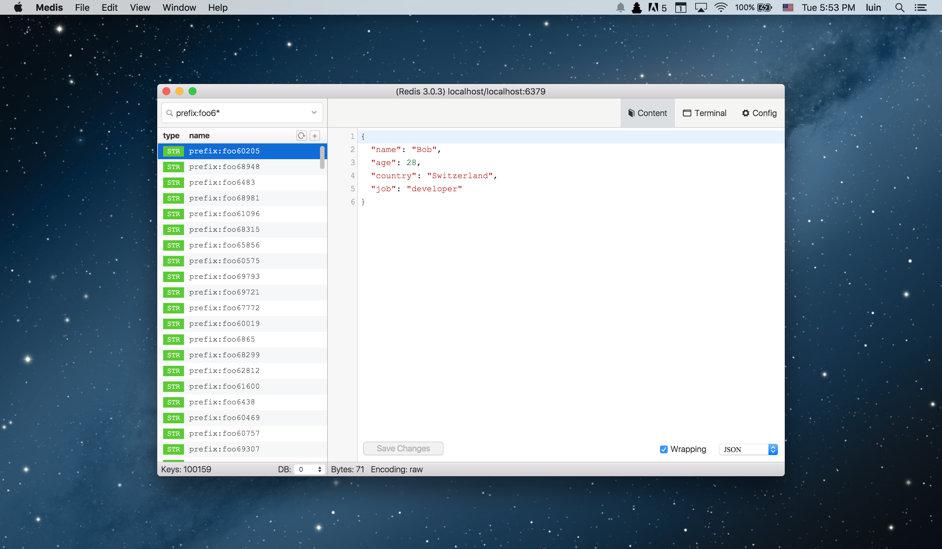 Medis File Edit View Window Help 5 1 100% Tue 5:53 PM luin
(Redis 3.0.3) localhost/localhost:6379
prefix:foo6* Content Terminal Config
type name
STR prefix:foo60205
STR prefix:foo68948
STR prefix:foo6483
STR prefix:foo68981
STR prefix:foo61096
STR prefix:foo68315
STR prefix:foo65856
STR prefix:foo60575
STR prefix:foo69793
STR prefix:foo69721
STR prefix:foo67772
STR prefix:foo60019
STR prefix:foo6865
STR prefix:foo68299
STR prefix:foo62812
STR prefix:foo61600
STR prefix:foo6438
STR prefix:foo60469
STR prefix:foo60757
STR prefix:foo69307
1 {
2 "name": "Bob",
3 "age": 28,
4 "country": "Switzerland",
5 "job": "developer"
6 }
Save Changes Wrapping JSON
Keys: 100159 DB: 0 Bytes: 71 Encoding: raw